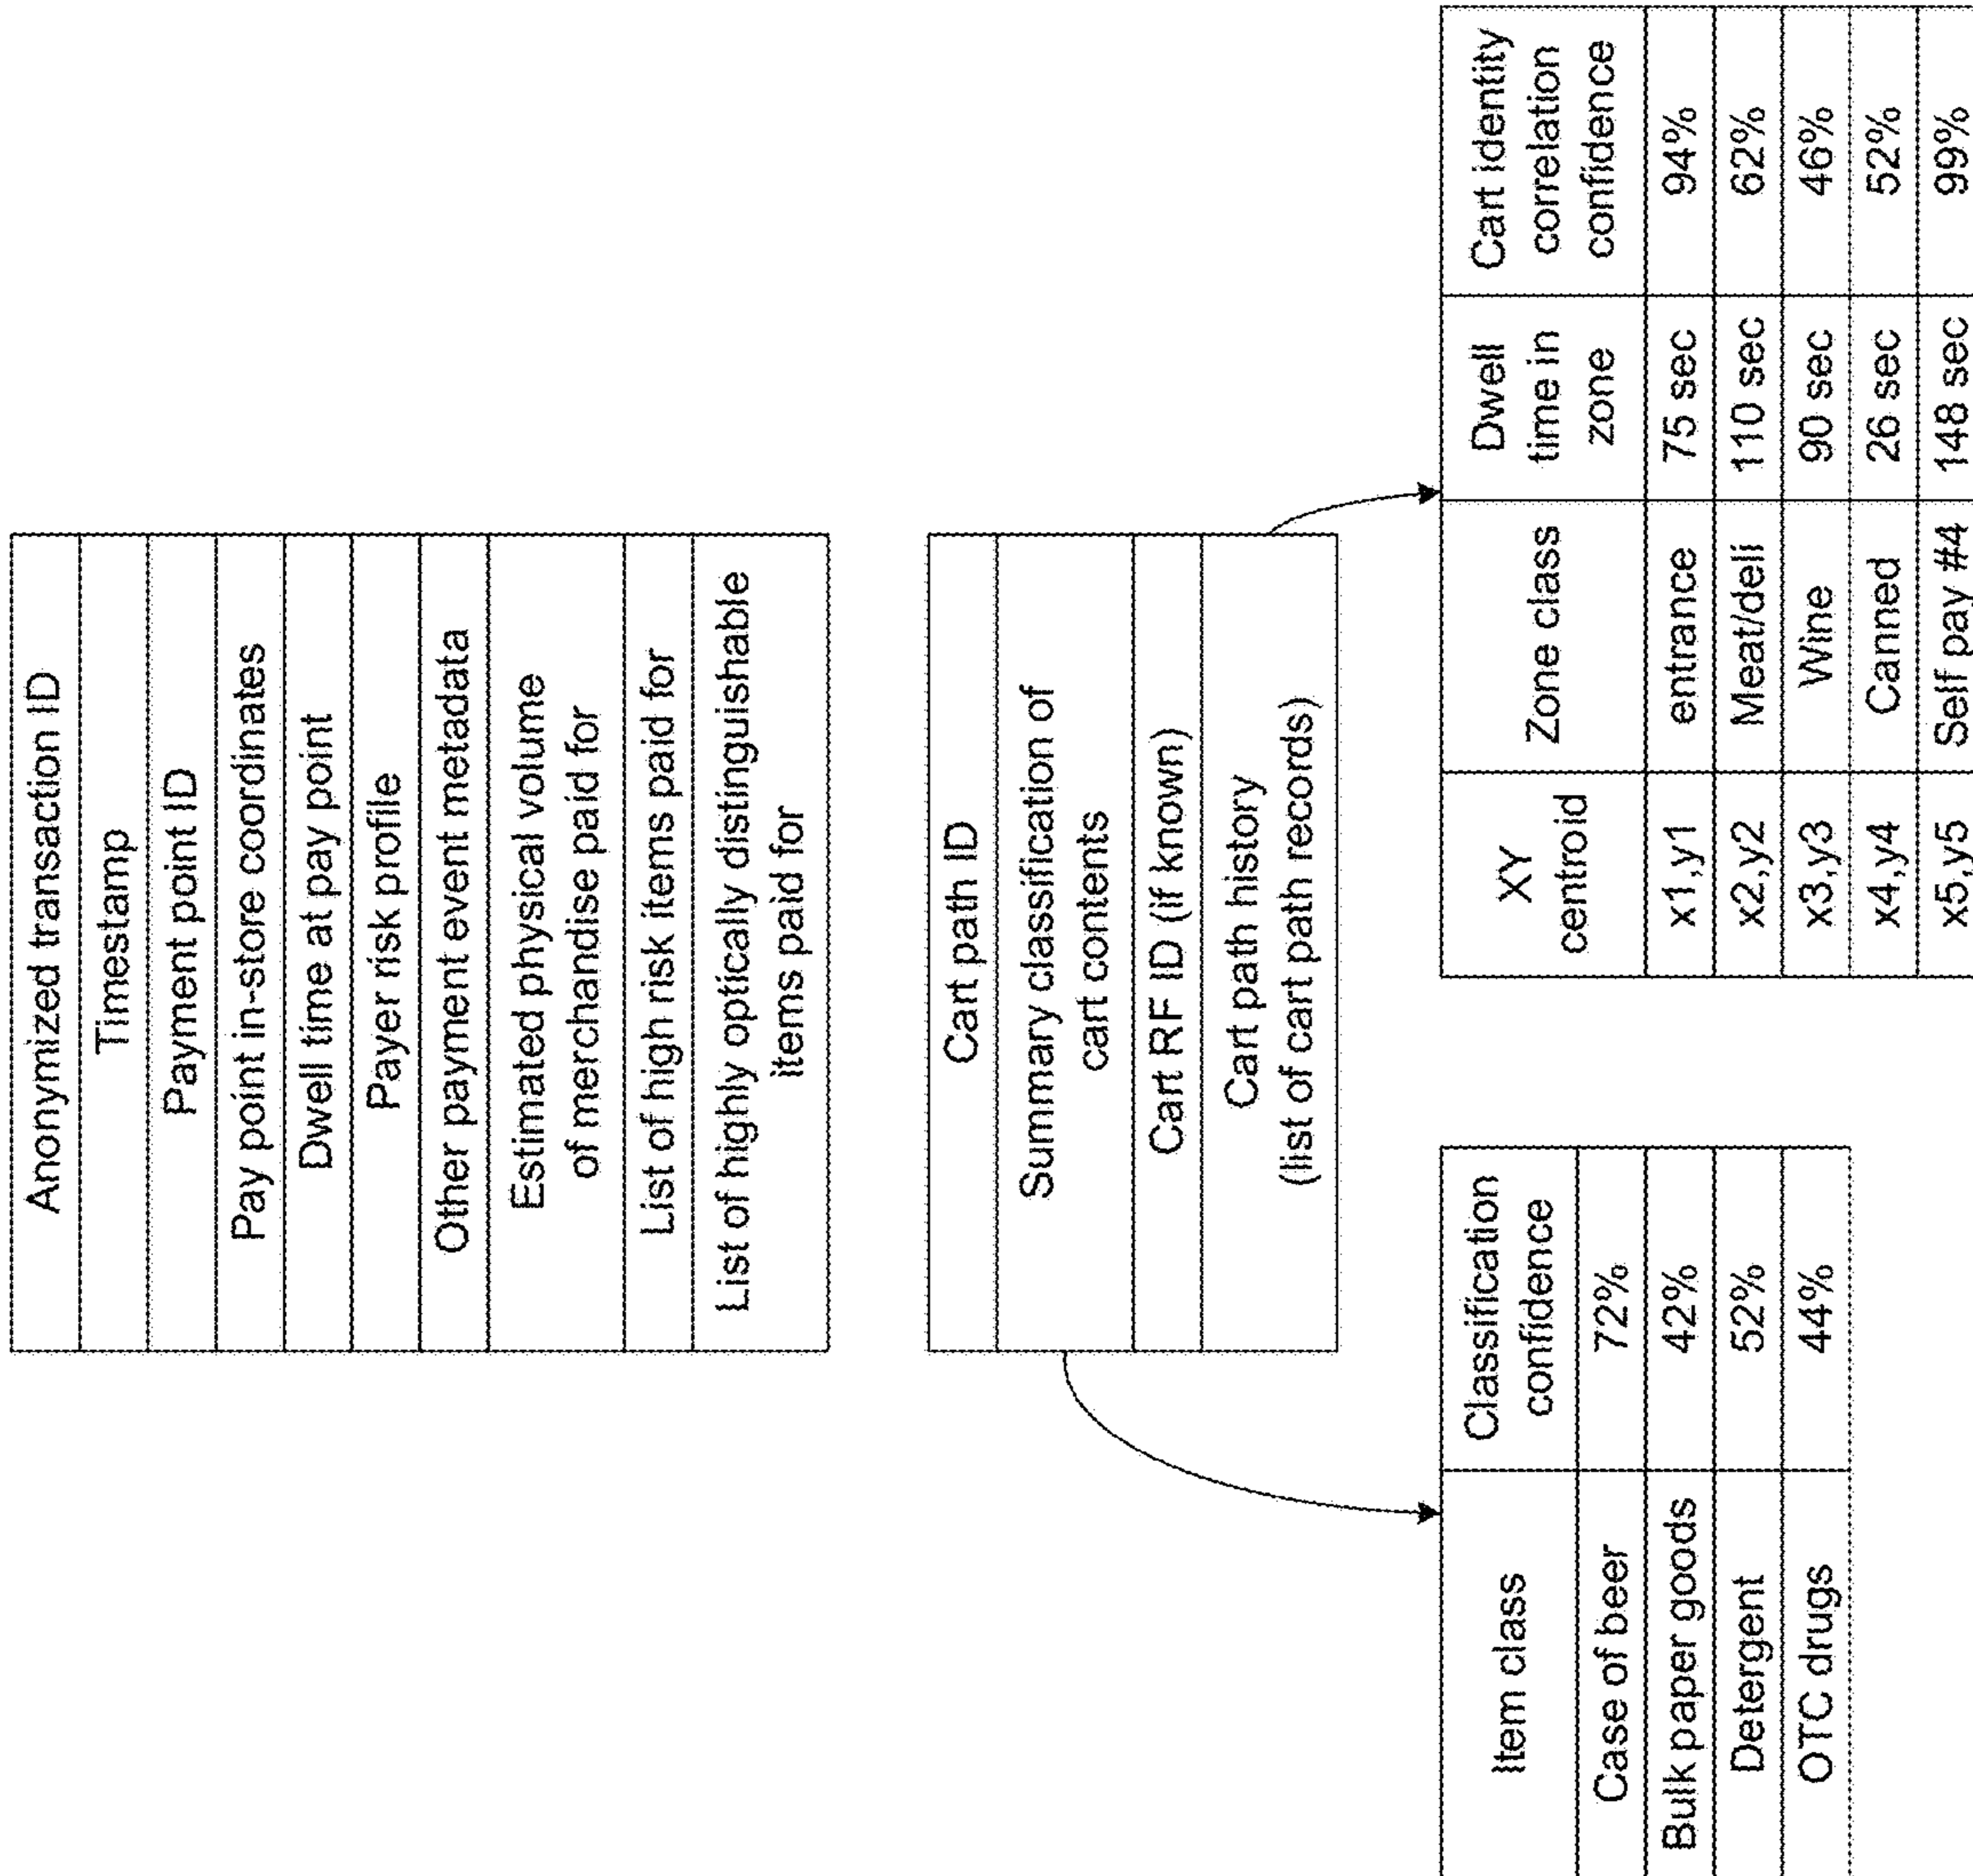 Anonymized transaction ID
Timestamp
Payment point ID
Pay point in-store coordinates
Dwell time at pay point
Payer risk profile
Other payment event metadata
Estimated physical volume
of merchandise paid for
List of high risk items paid for
List of highly optically distinguishable
items paid for
Cart path ID
Summary classification of
cart contents
Cart RF ID (if known)
Cart path history
(list of cart path records)
Item class
Classification
confidence
Case of beer
72%
Bulk paper goods
42%
Detergent
52%
OTC drugs
44%
XY
centroid
Zone class
Dwell
time in
zone
Cart identity
correlation
confidence
x1,y1
entrance
75 sec
94%
x2,y2
Meat/deli
110 sec
62%
x3,y3
Wine
90 sec
46%
x4,y4
Canned
26 sec
52%
x5,y5
Self pay #4
148 sec
99%